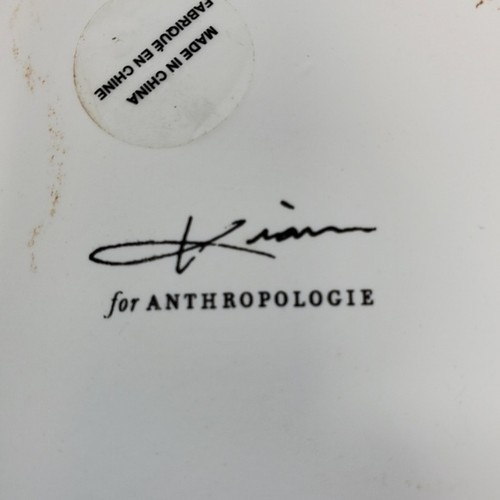 MADE IN CHINA
FABRIQUÉ EN CHINE
for ANTHROPOLOGIE